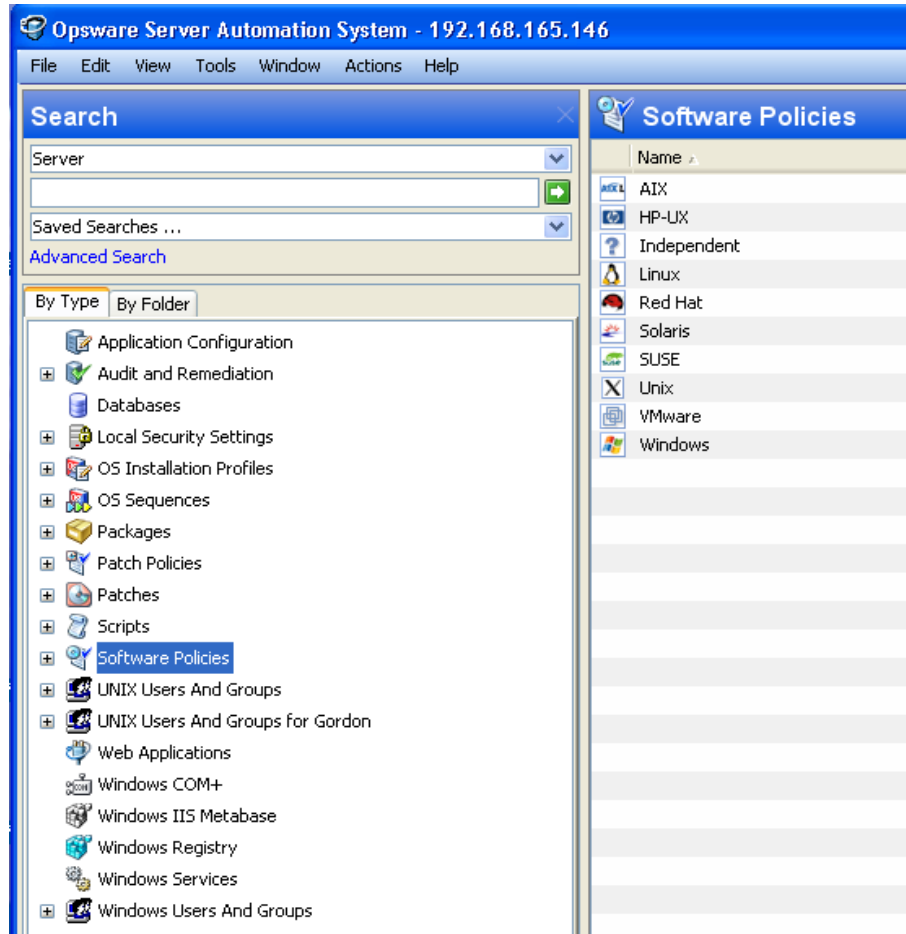 Opsware Server Automation System - 192.168.165.146
File Edit View Tools Window Actions Help
Search
Server
Saved Searches ...
Advanced Search
By Type By Folder
Application Configuration
Audit and Remediation
Databases
Local Security Settings
OS Installation Profiles
OS Sequences
Packages
Patch Policies
Patches
Scripts
Software Policies
UNIX Users And Groups
UNIX Users And Groups for Gordon
Web Applications
Windows COM+
Windows IIS Metabase
Windows Registry
Windows Services
Windows Users And Groups
Software Policies
Name
AIX
HP-UX
Independent
Linux
Red Hat
Solaris
SUSE
Unix
VMware
Windows